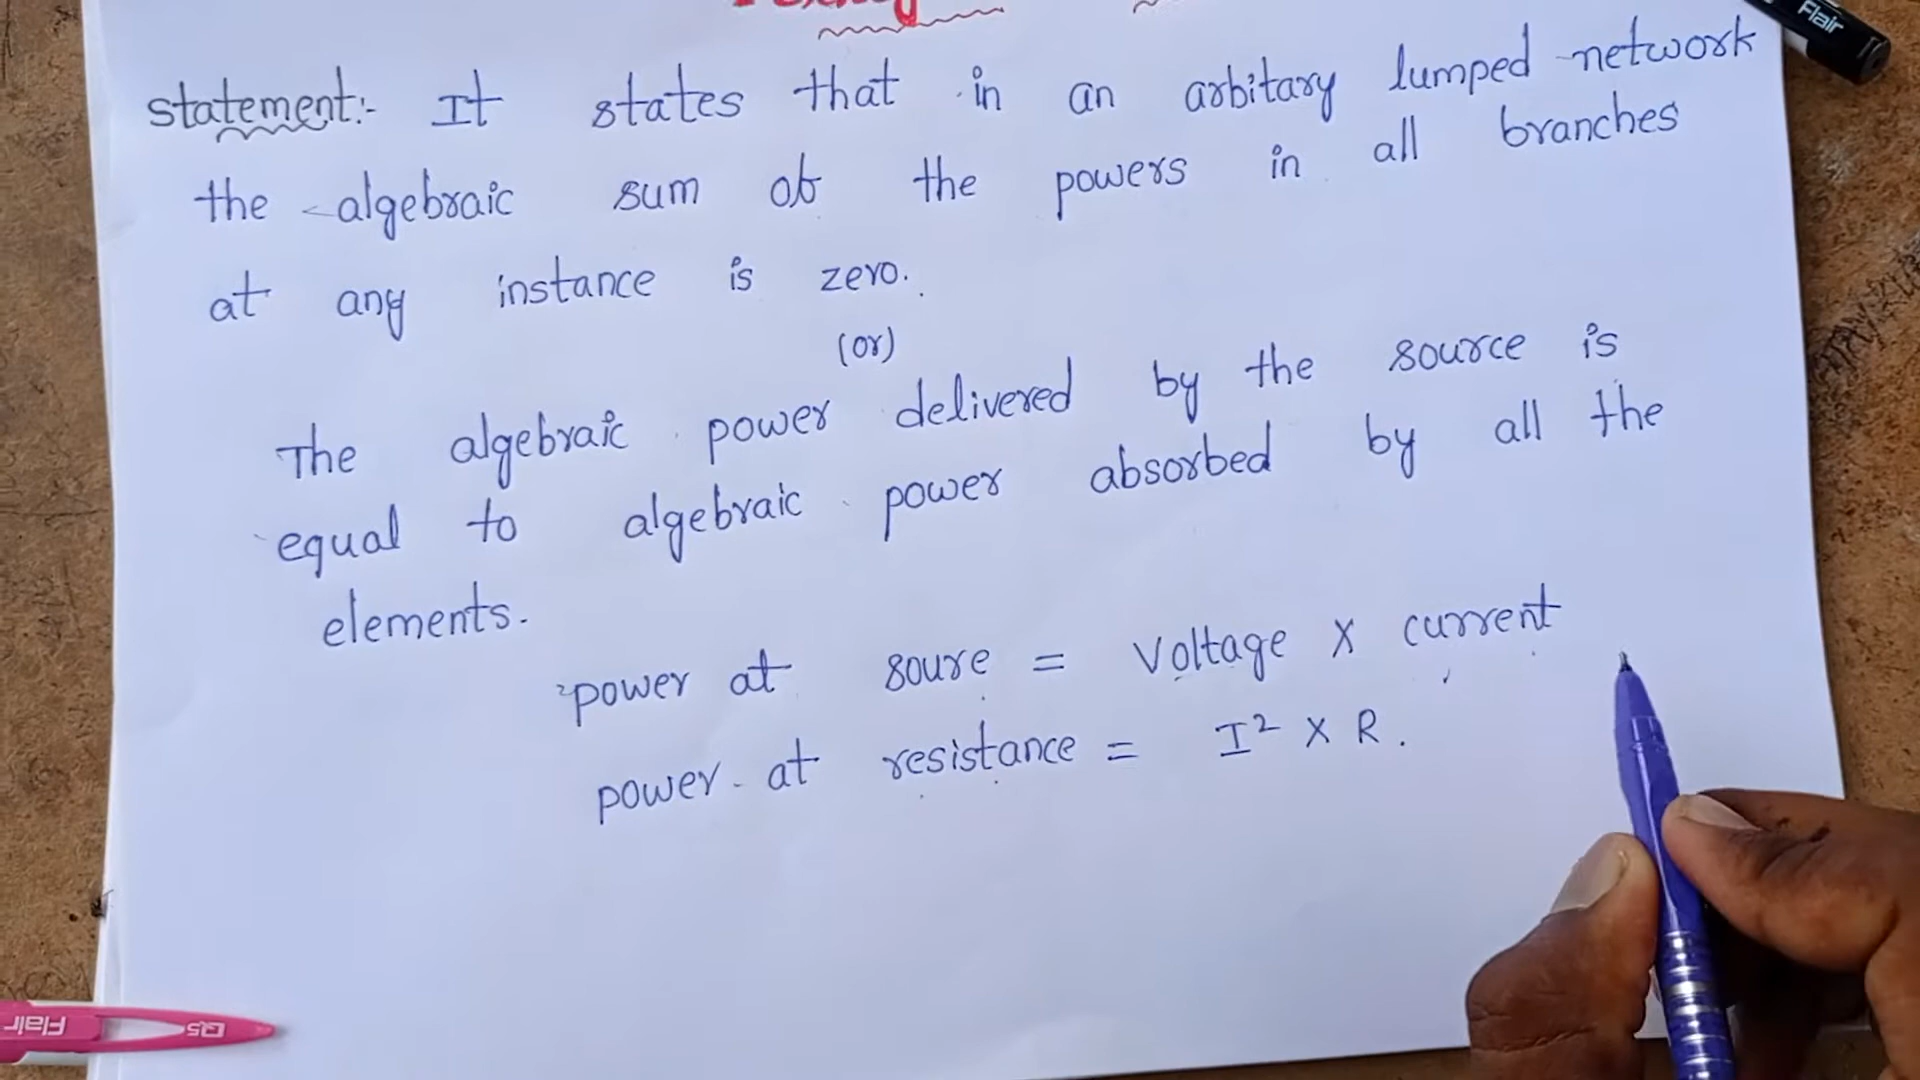 Flair
statement:- It states that in an arbitary lumped network
the algebraic sum of the powers in all branches
at any instance is zero.
(or)
The algebraic power delivered by the source is
equal to algebraic power absorbed by all the
elements.
power at soure = Voltage X current
power at resistance = I² X R.
Flair Q5